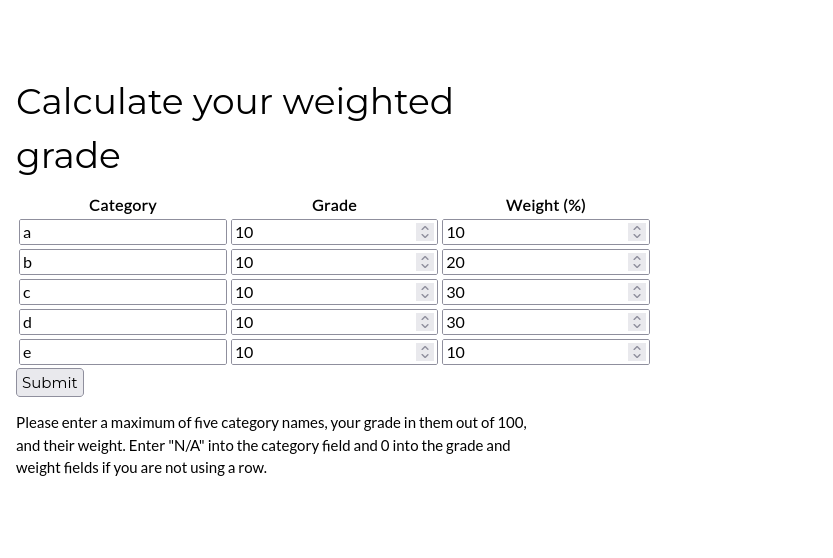 Calculate your weighted
grade
Category Grade Weight (%)
a 10 10
b 10 20
c 10 30
d 10 30
e 10 10
Submit
Please enter a maximum of five category names, your grade in them out of 100,
and their weight. Enter "N/A" into the category field and 0 into the grade and
weight fields if you are not using a row.